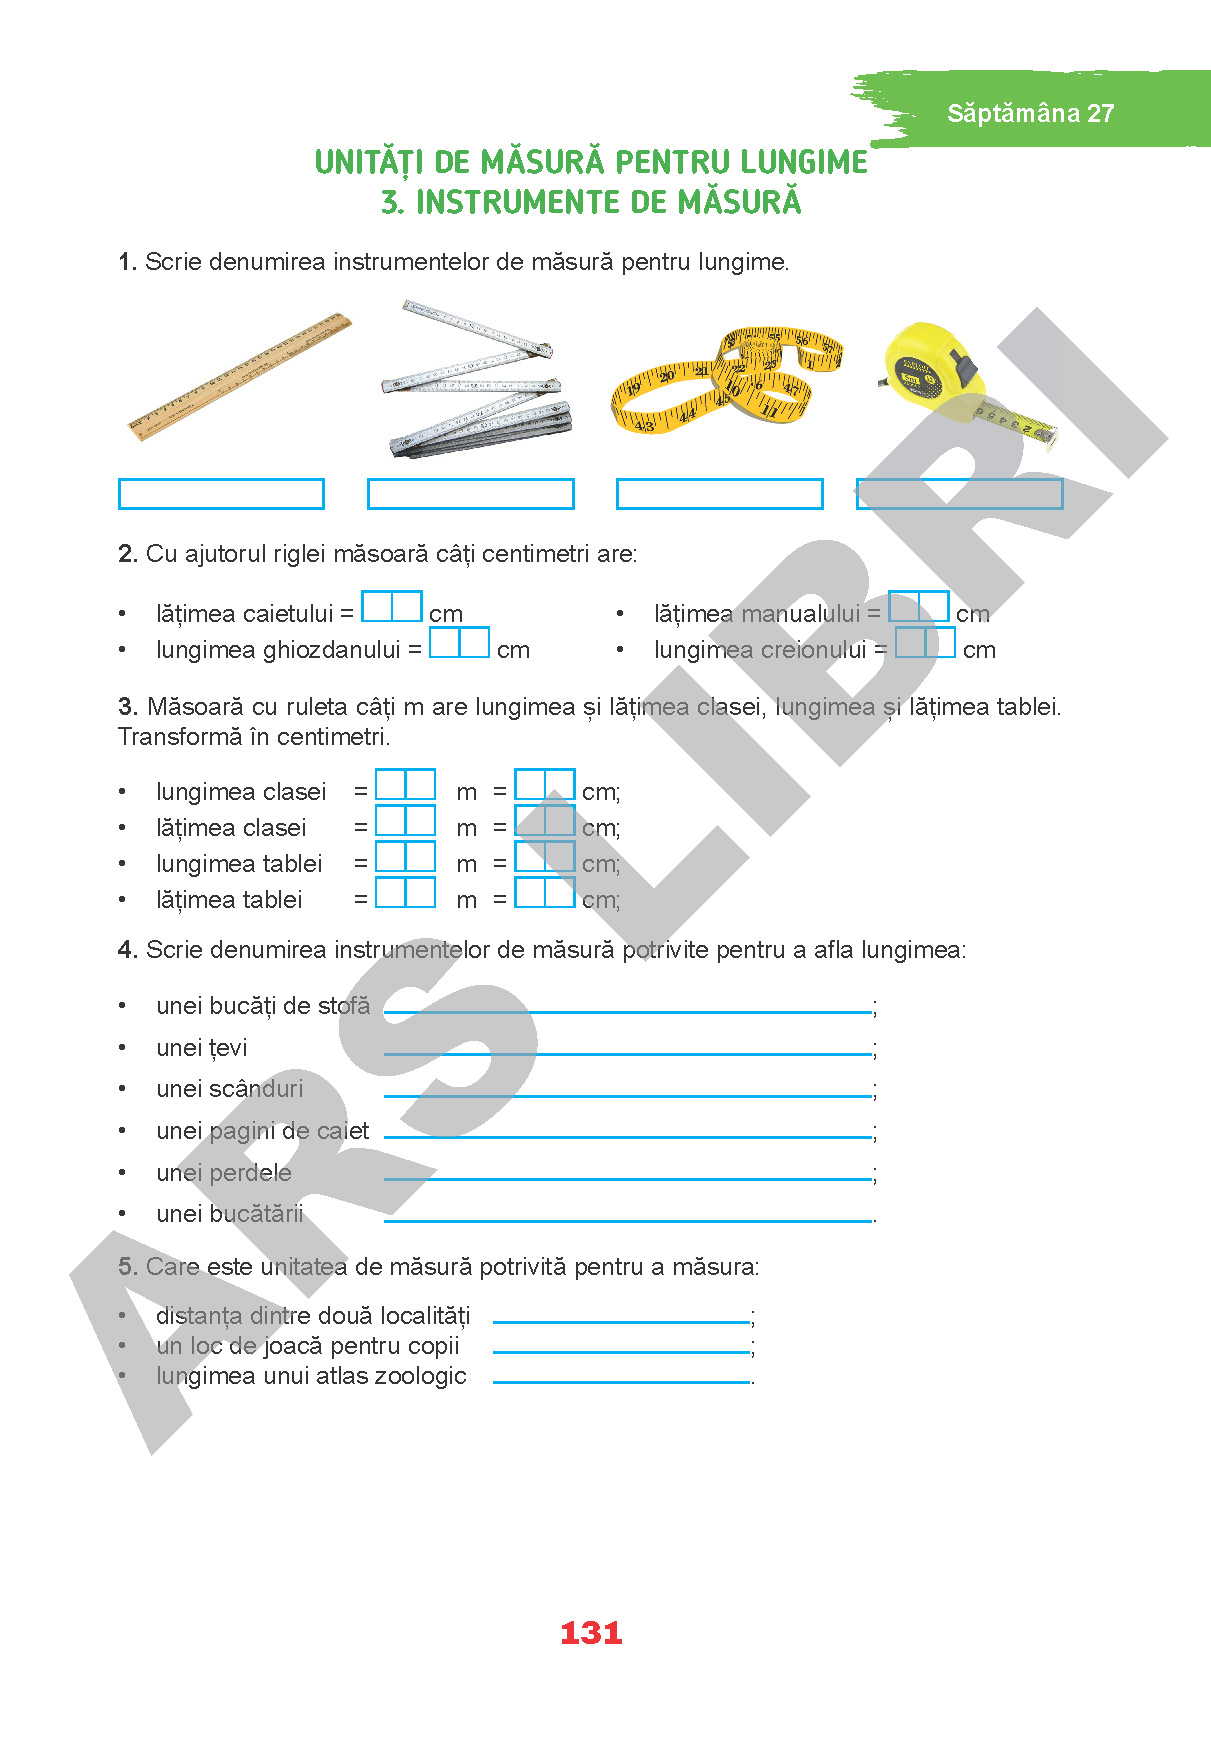 Săptămâna 27
UNITĂȚI DE MĂSURĂ PENTRU LUNGIME
3. INSTRUMENTE DE MĂSURĂ
1. Scrie denumirea instrumentelor de măsură pentru lungime.
2. Cu ajutorul riglei măsoară câți centimetri are:
• lățimea caietului = cm • lățimea manualului = cm
• lungimea ghiozdanului = cm • lungimea creionului = cm
3. Măsoară cu ruleta câți m are lungimea și lățimea clasei, lungimea și lățimea tablei.
Transformă în centimetri.
• lungimea clasei = m = cm;
• lățimea clasei = m = cm;
• lungimea tablei = m = cm;
• lățimea tablei = m = cm;
4. Scrie denumirea instrumentelor de măsură potrivite pentru a afla lungimea:
• unei bucăți de stofă ;
• unei țevi ;
• unei scânduri ;
• unei pagini de caiet ;
• unei perdele ;
• unei bucătării .
5. Care este unitatea de măsură potrivită pentru a măsura:
• distanța dintre două localități ;
• un loc de joacă pentru copii ;
• lungimea unui atlas zoologic .
131
ARS LIBRI